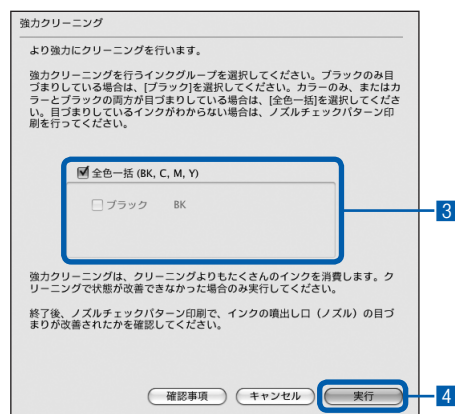 強力クリーニング
より強力にクリーニングを行います。
強力クリーニングを行うインクグループを選択してください。ブラックのみ目
づまりしている場合は、[ブラック]を選択してください。カラーのみ、またはカ
ラーとブラックの両方が目づまりしている場合は、[全色一括]を選択してくださ
い。目づまりしているインクがわからない場合は、ノズルチェックパターン印
刷を行ってください。
全色一括 (BK, C, M, Y)
ブラック BK
3
強力クリーニングは、クリーニングよりもたくさんのインクを消費します。ク
リーニングで状態が改善できなかった場合のみ実行してください。
終了後、ノズルチェックパターン印刷で、インクの噴出し口（ノズル）の目づ
まりが改善されたかを確認してください。
確認事項 キャンセル 実行 4